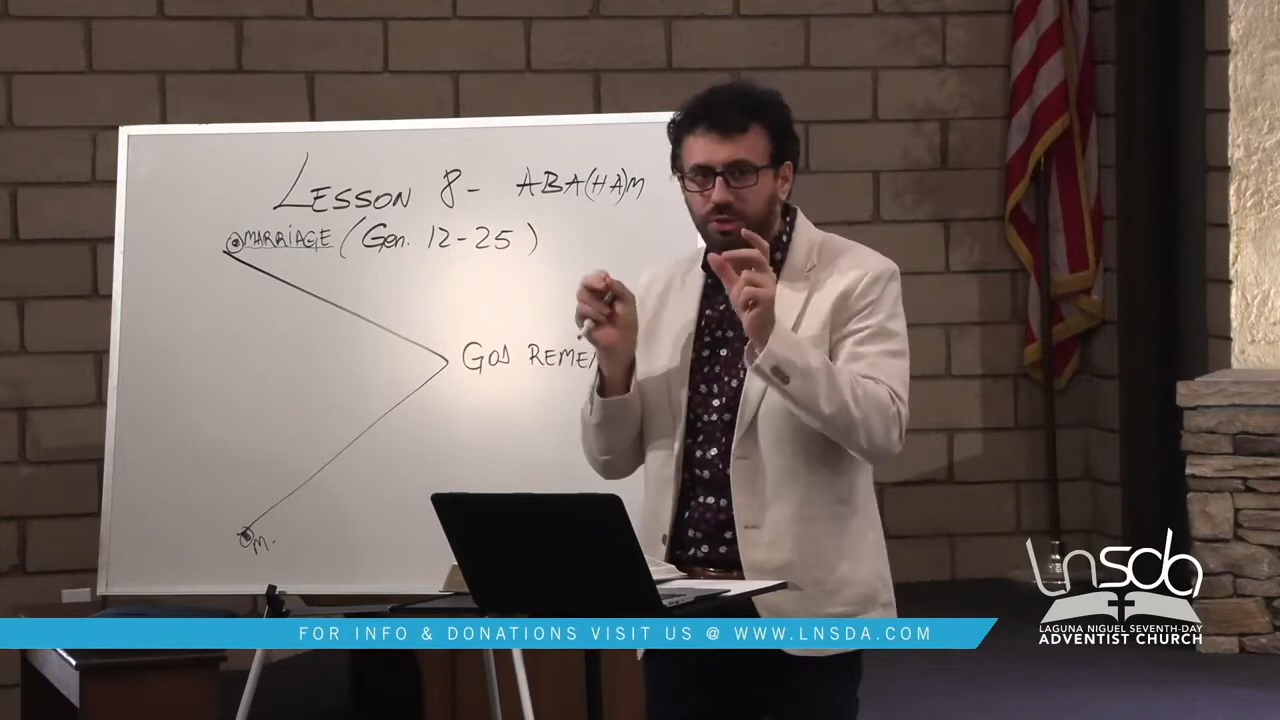 LESSON 8 - ABA(HA)M
MARRIAGE (Gen. 12-25)
GOD REME
M.
LNSDA
LAGUNA NIGUEL SEVENTH-DAY
ADVENTIST CHURCH
FOR INFO & DONATIONS VISIT US @ WWW.LNSDA.COM